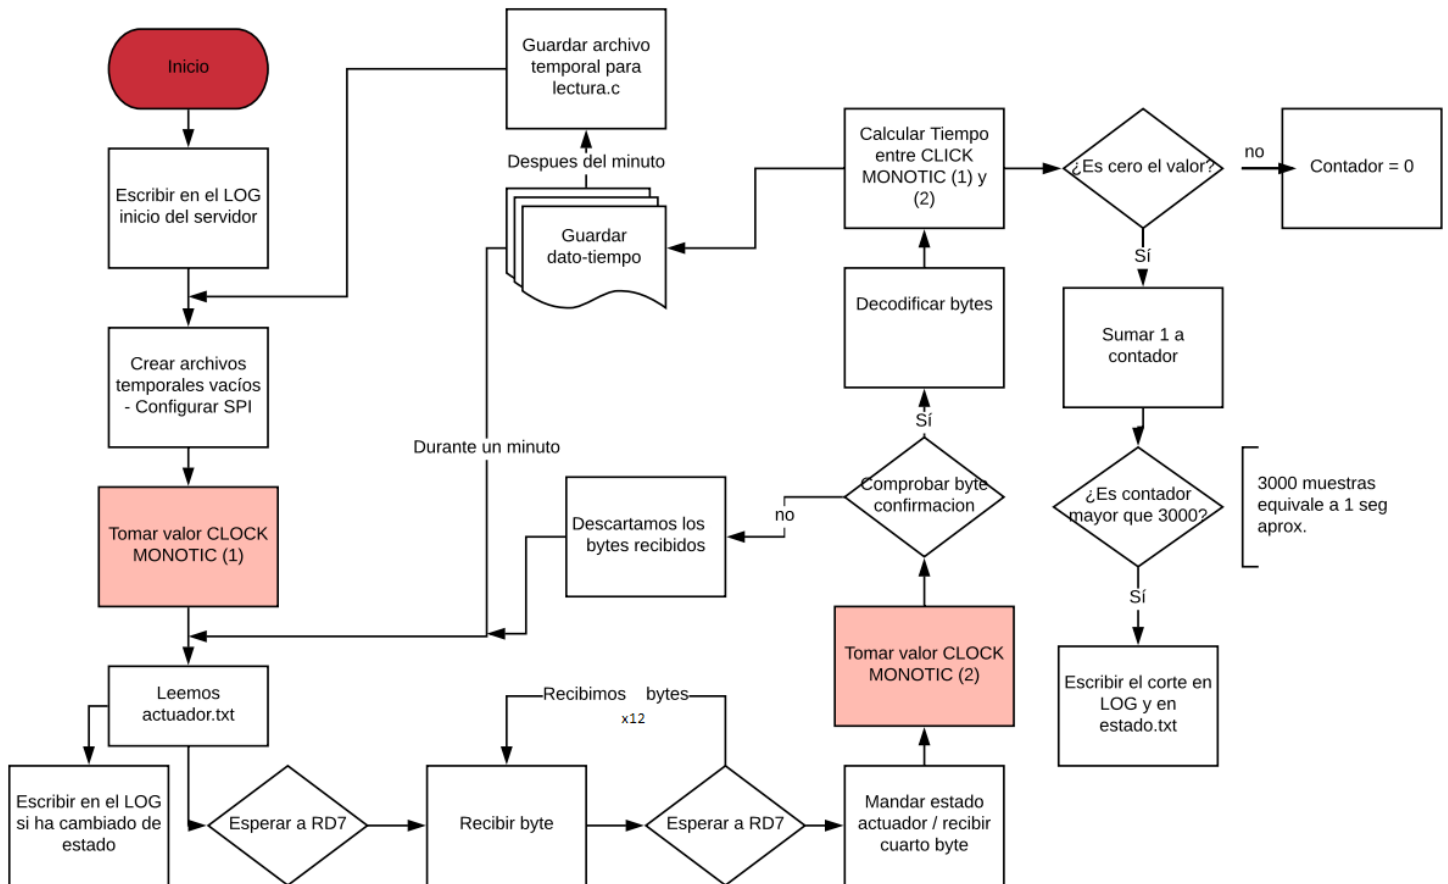 Inicio
Escribir en el LOG
inicio del servidor
Crear archivos
temporales vacíos
- Configurar SPI
Tomar valor CLOCK
MONOTIC (1)
Leemos
actuador.txt
Escribir en el LOG
si ha cambiado de
estado
Esperar a RD7
Recibir byte
Recibimos bytes
x12
Esperar a RD7
Mandar estado
actuador / recibir
cuarto byte
Tomar valor CLOCK
MONOTIC (2)
Comprobar byte
confirmacion
no
Descartamos los
bytes recibidos
Sí
Decodificar bytes
Calcular Tiempo
entre CLICK
MONOTIC (1) y
(2)
Guardar
dato-tiempo
Durante un minuto
Despues del minuto
Guardar archivo
temporal para
lectura.c
¿Es cero el valor?
no
Contador = 0
Sí
Sumar 1 a
contador
¿Es contador
mayor que 3000?
3000 muestras
equivale a 1 seg
aprox.
Sí
Escribir el corte en
LOG y en
estado.txt